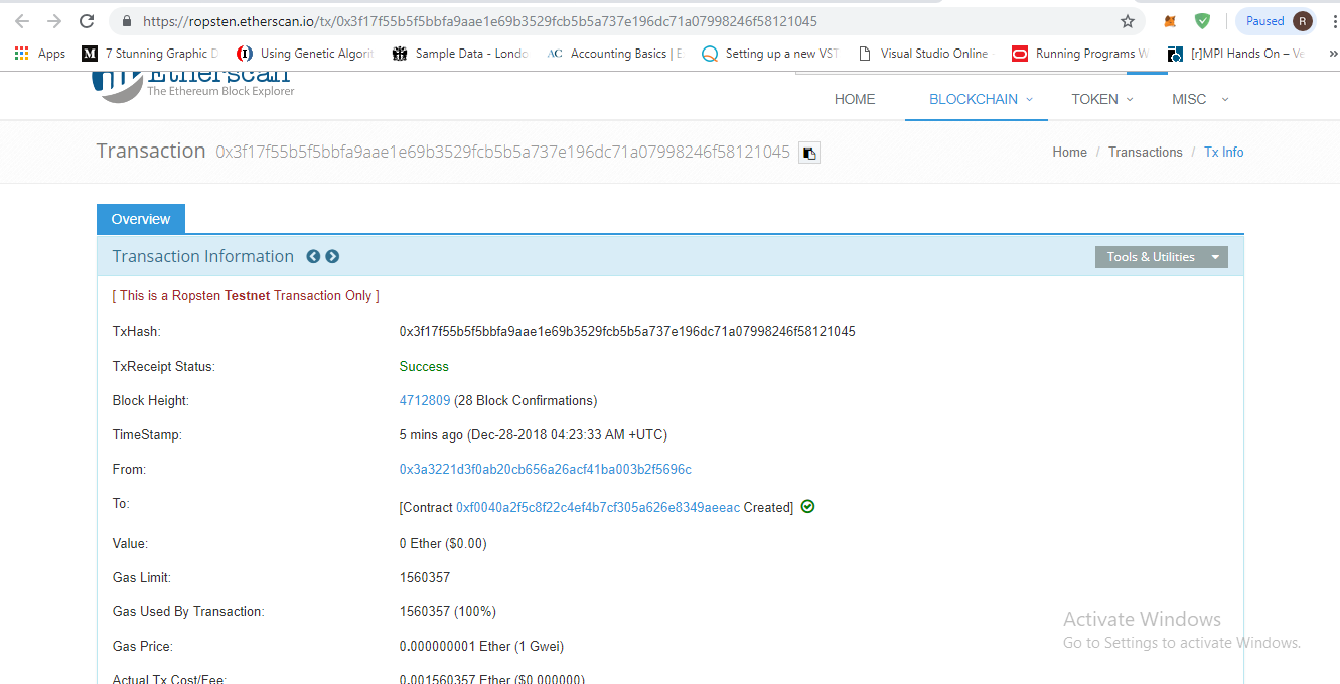 https://ropsten.etherscan.io/tx/0x3f17f55b5f5bbfa9aae1e69b3529fcb5b5a737e196dc71a07998246f58121045 Paused R
Apps M 7 Stunning Graphic D Using Genetic Algorit Sample Data - Londo AC Accounting Basics | E Setting up a new VST Visual Studio Online Running Programs W [r]MPI Hands On – Ve »
Etherscan
The Ethereum Block Explorer
HOME BLOCKCHAIN TOKEN MISC
Transaction 0x3f17f55b5f5bbfa9aae1e69b3529fcb5b5a737e196dc71a07998246f58121045 Home / Transactions / Tx Info
Overview
Transaction Information Tools & Utilities
[ This is a Ropsten Testnet Transaction Only ]
TxHash: 0x3f17f55b5f5bbfa9aae1e69b3529fcb5b5a737e196dc71a07998246f58121045
TxReceipt Status: Success
Block Height: 4712809 (28 Block Confirmations)
TimeStamp: 5 mins ago (Dec-28-2018 04:23:33 AM +UTC)
From: 0x3a3221d3f0ab20cb656a26acf41ba003b2f5696c
To: [Contract 0xf0040a2f5c8f22c4ef4b7cf305a626e8349aeeac Created]
Value: 0 Ether ($0.00)
Gas Limit: 1560357
Gas Used By Transaction: 1560357 (100%)
Gas Price: 0.000000001 Ether (1 Gwei)
Actual Tx Cost/Fee: 0.001560357 Ether ($0.000000)
Activate Windows
Go to Settings to activate Windows.